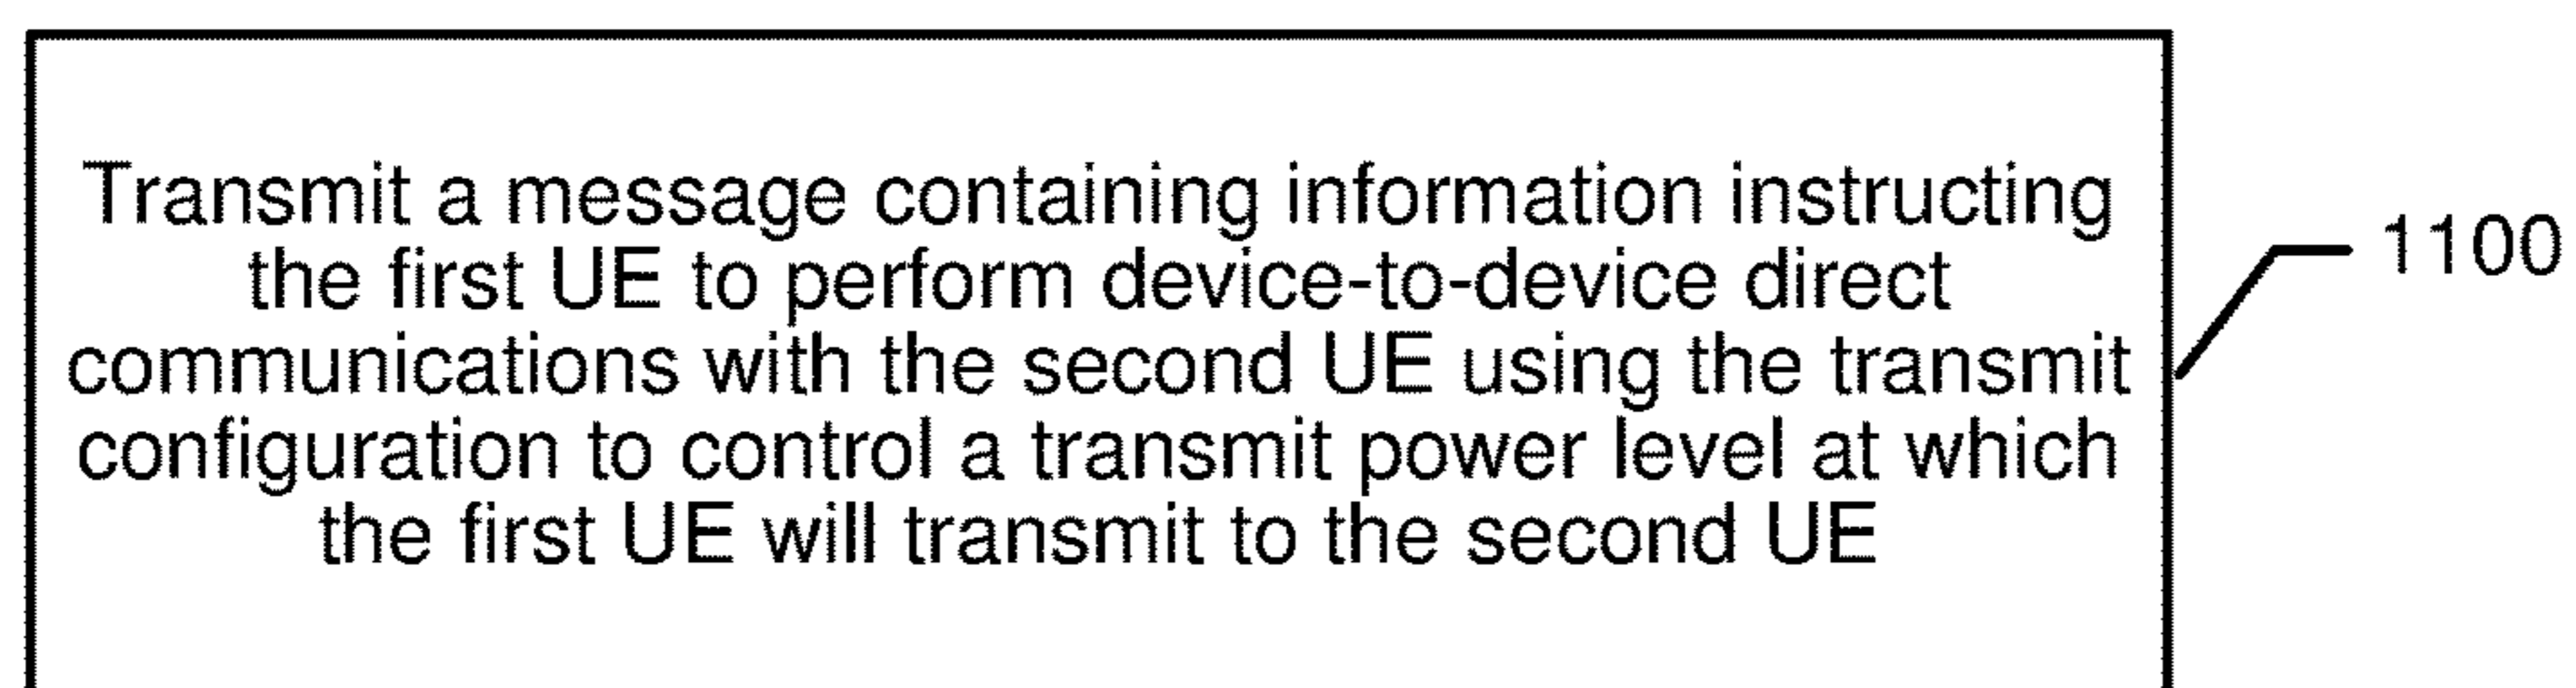 Transmit a message containing information instructing
the first UE to perform device-to-device direct
communications with the second UE using the transmit
configuration to control a transmit power level at which
the first UE will transmit to the second UE
1100